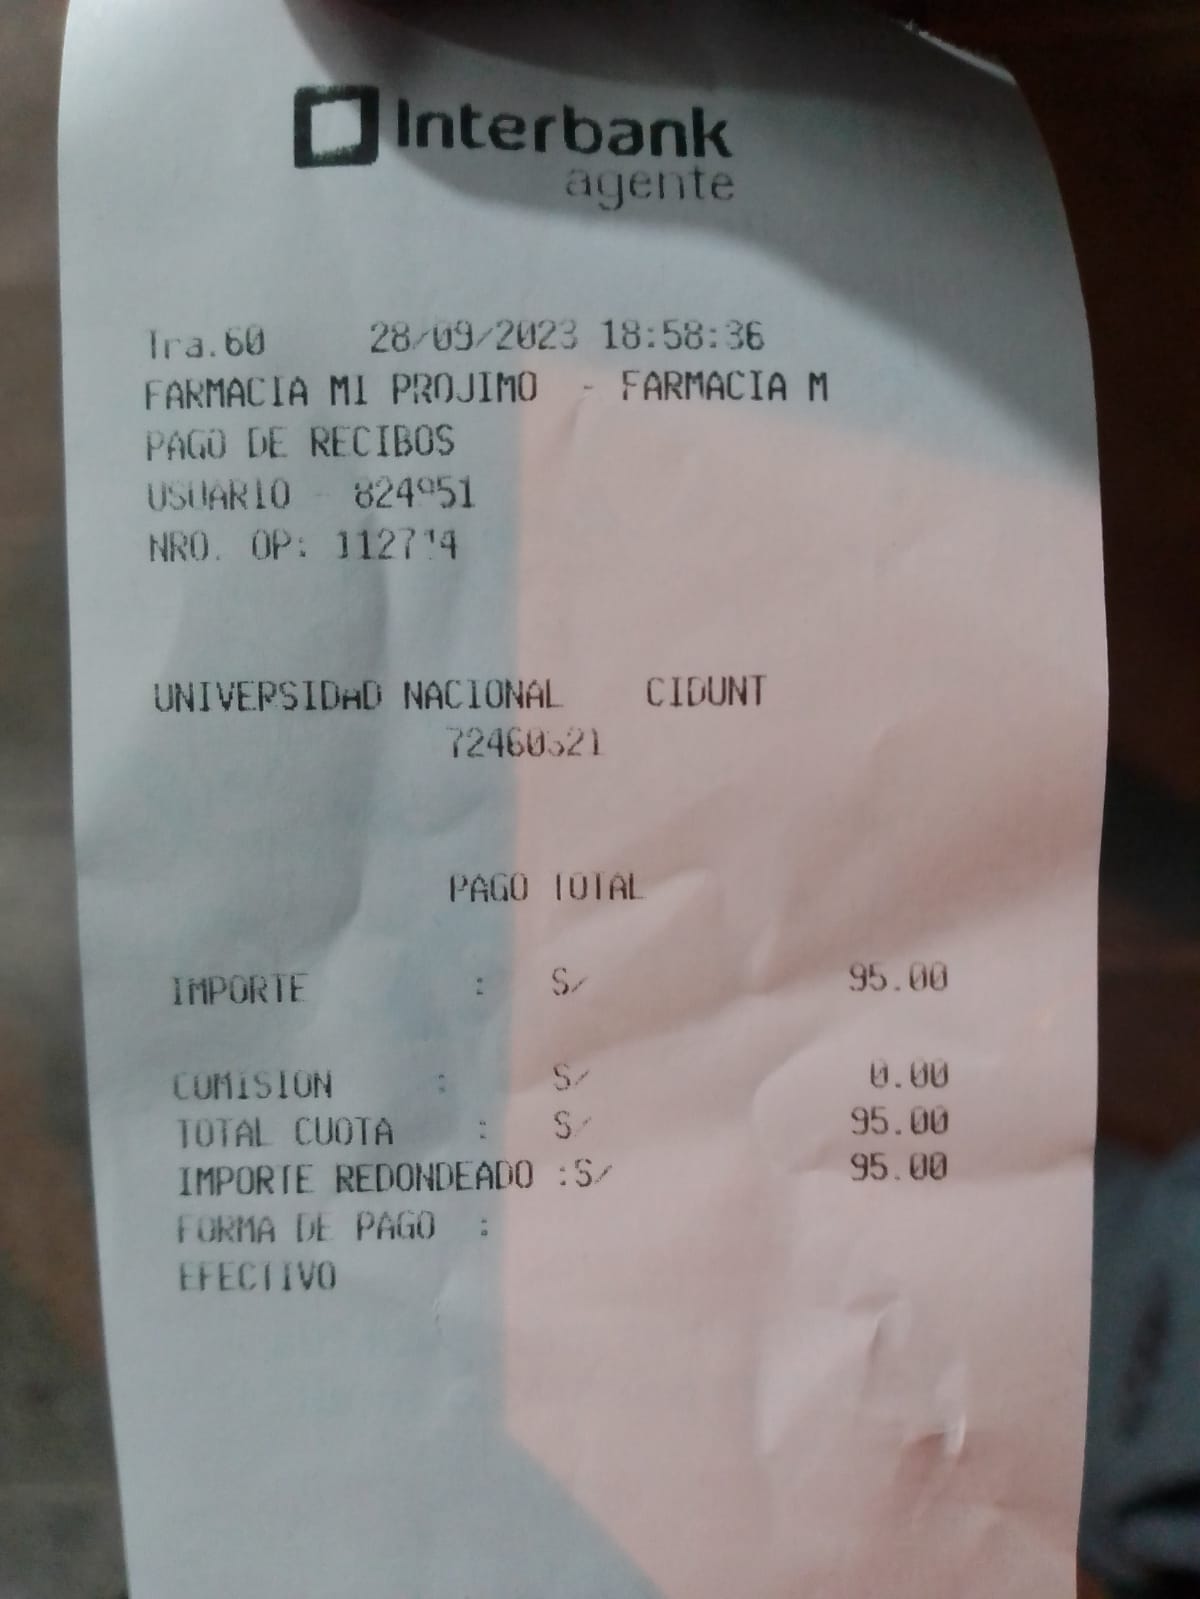 Interbank
agente
Tra.60 28/09/2023 18:58:36
FARMACIA MI PROJIMO - FARMACIA M
PAGO DE RECIBOS
USUARIO -
NRO. OP:
UNIVERSIDAD NACIONAL CIDUNT
PAGO TOTAL
IMPORTE : S/ 95.00
COMISION : S/ 0.00
TOTAL CUOTA : S/ 95.00
IMPORTE REDONDEADO :S/ 95.00
FORMA DE PAGO :
EFECTIVO